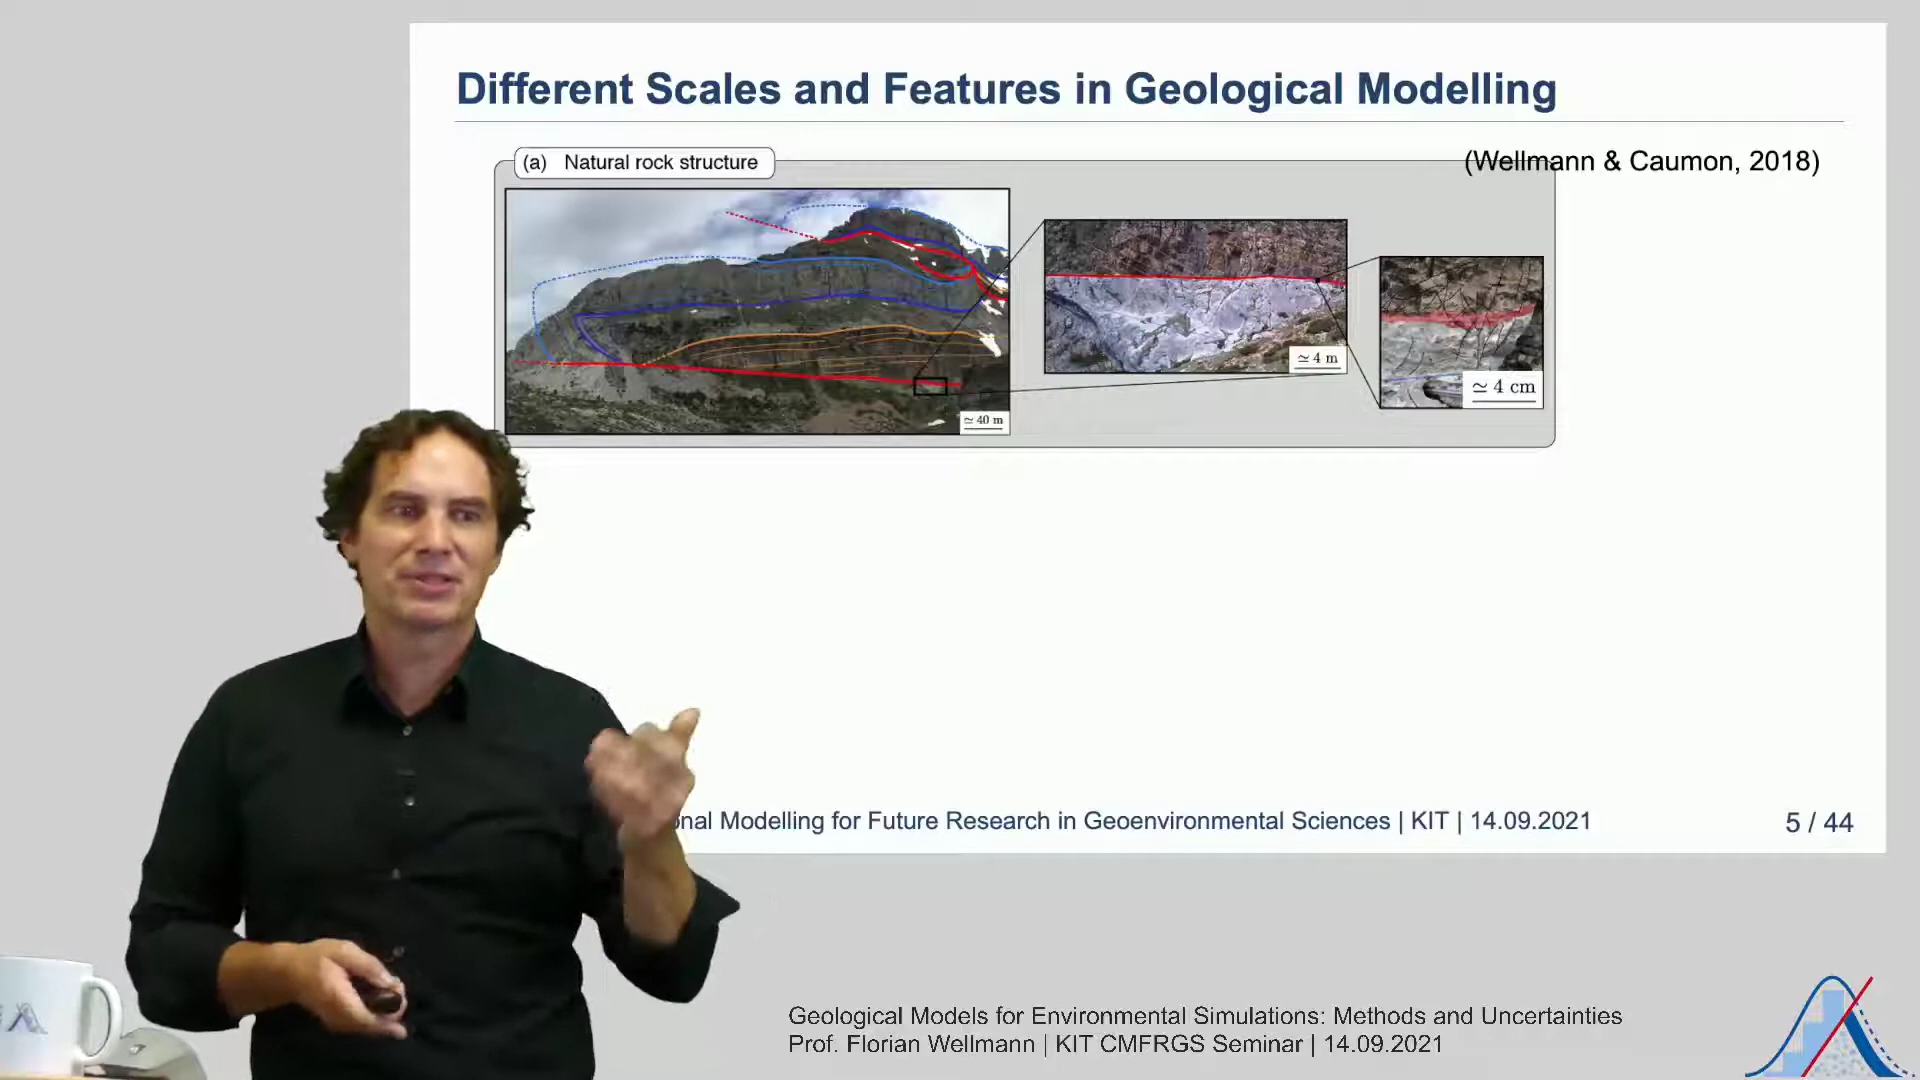 Different Scales and Features in Geological Modelling
(a) Natural rock structure
(Wellmann & Caumon, 2018)
≃ 40 m
≃ 4 m
≃ 4 cm
onal Modelling for Future Research in Geoenvironmental Sciences | KIT | 14.09.2021
5 / 44
Geological Models for Environmental Simulations: Methods and Uncertainties
Prof. Florian Wellmann | KIT CMFRGS Seminar | 14.09.2021